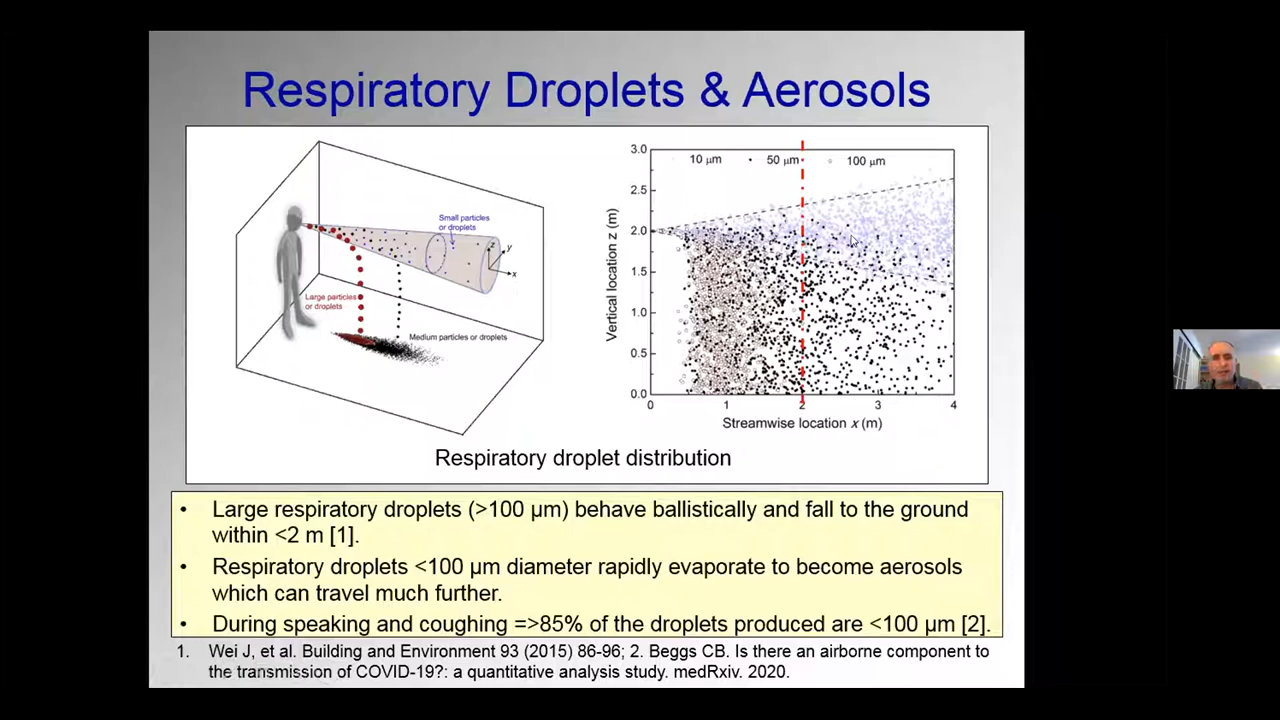 Respiratory Droplets & Aerosols
Small particles
or droplets
z
y
x
Large particles
or droplets
Medium particles or droplets
3.0
2.5
2.0
1.5
1.0
0.5
0.0
Vertical location z (m)
10 µm
50 µm
100 µm
0
1
2
3
4
Streamwise location x (m)
Respiratory droplet distribution
• Large respiratory droplets (>100 µm) behave ballistically and fall to the ground
within <2 m [1].
• Respiratory droplets <100 µm diameter rapidly evaporate to become aerosols
which can travel much further.
• During speaking and coughing =>85% of the droplets produced are <100 µm [2].
1. Wei J, et al. Building and Environment 93 (2015) 86-96; 2. Beggs CB. Is there an airborne component to
the transmission of COVID-19?: a quantitative analysis study. medRxiv. 2020.